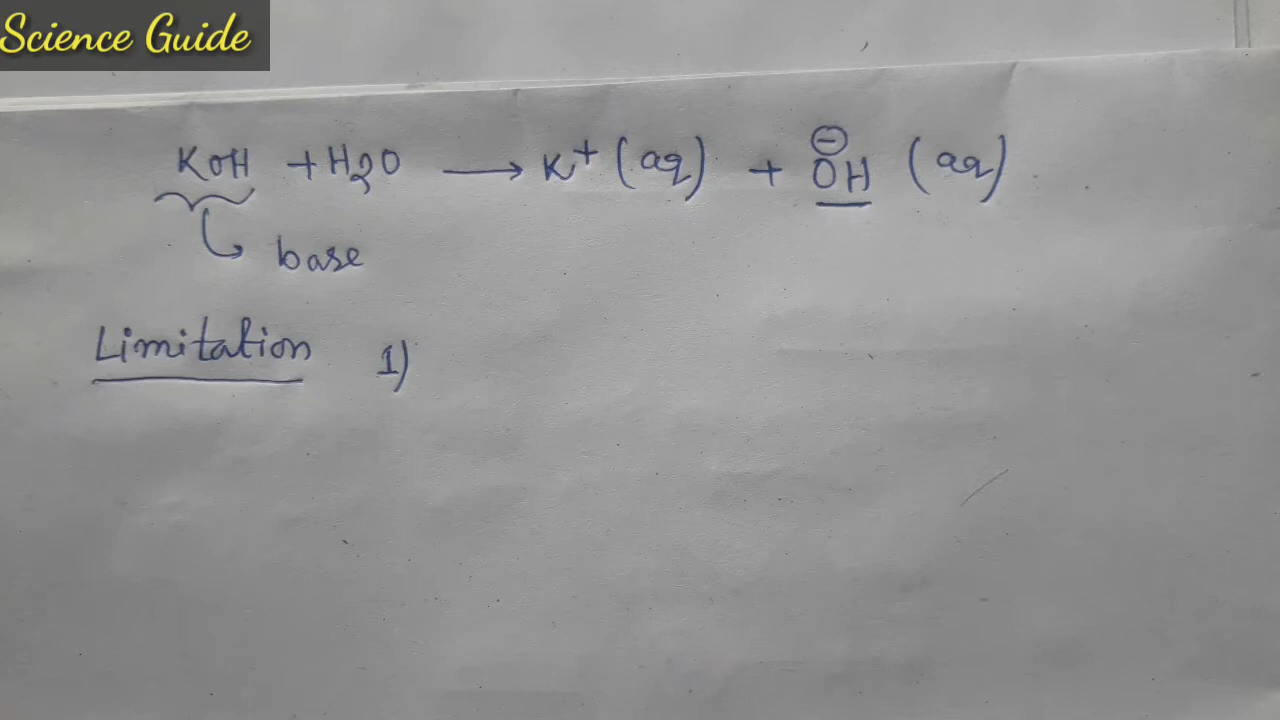 Science Guide
KOH + H2O ⟶ K+ (aq) + ⊖OH (aq)
base
Limitation 1)